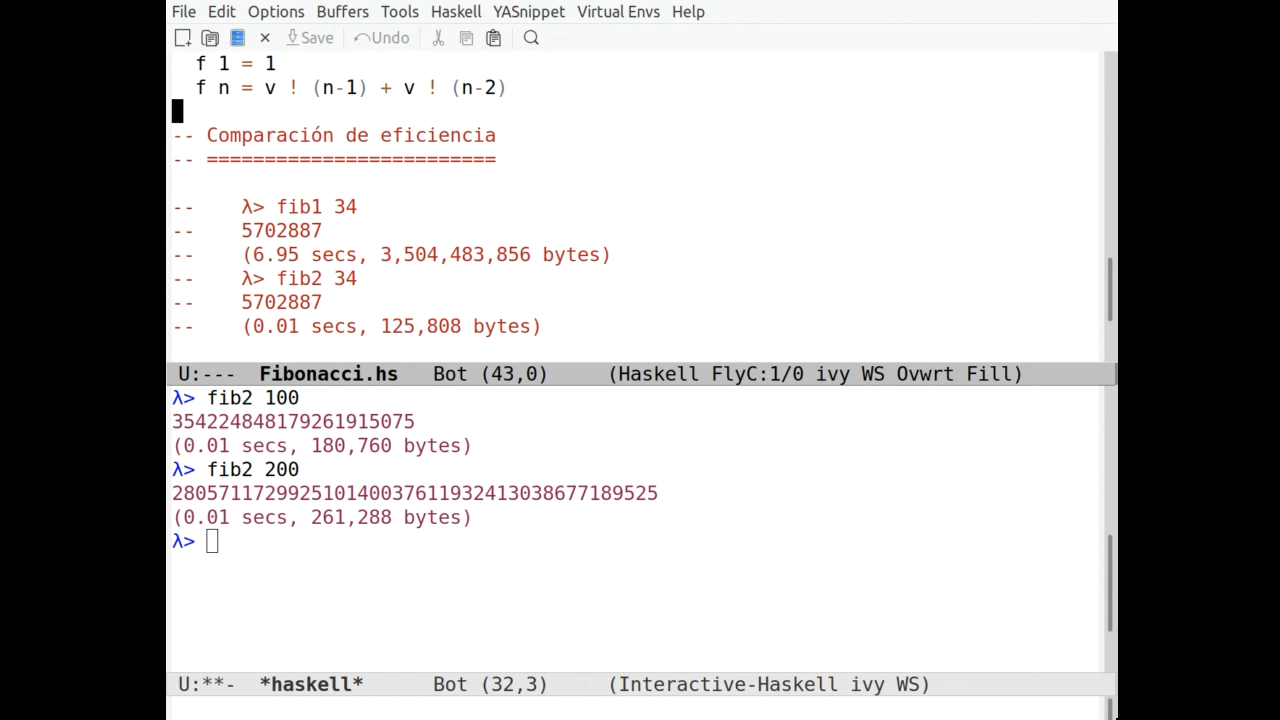 File Edit Options Buffers Tools Haskell YASnippet Virtual Envs Help
Save Undo
f 1 = 1
f n = v ! (n-1) + v ! (n-2)
-- Comparación de eficiencia
-- =========================
-- λ> fib1 34
-- 5702887
-- (6.95 secs, 3,504,483,856 bytes)
-- λ> fib2 34
-- 5702887
-- (0.01 secs, 125,808 bytes)
U:--- Fibonacci.hs Bot (43,0) (Haskell FlyC:1/0 ivy WS Ovwrt Fill)
λ> fib2 100
354224848179261915075
(0.01 secs, 180,760 bytes)
λ> fib2 200
280571172992510140037611932413038677189525
(0.01 secs, 261,288 bytes)
λ>
U:**- *haskell* Bot (32,3) (Interactive-Haskell ivy WS)